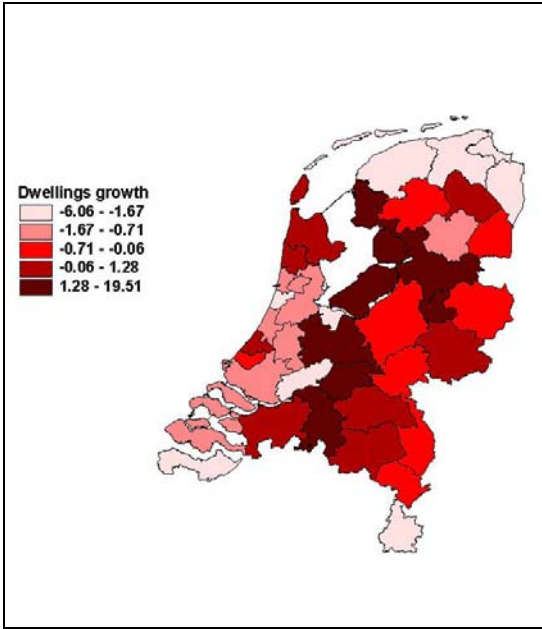 Dwellings growth
-6.06 - -1.67
-1.67 - -0.71
-0.71 - -0.06
-0.06 - 1.28
1.28 - 19.51